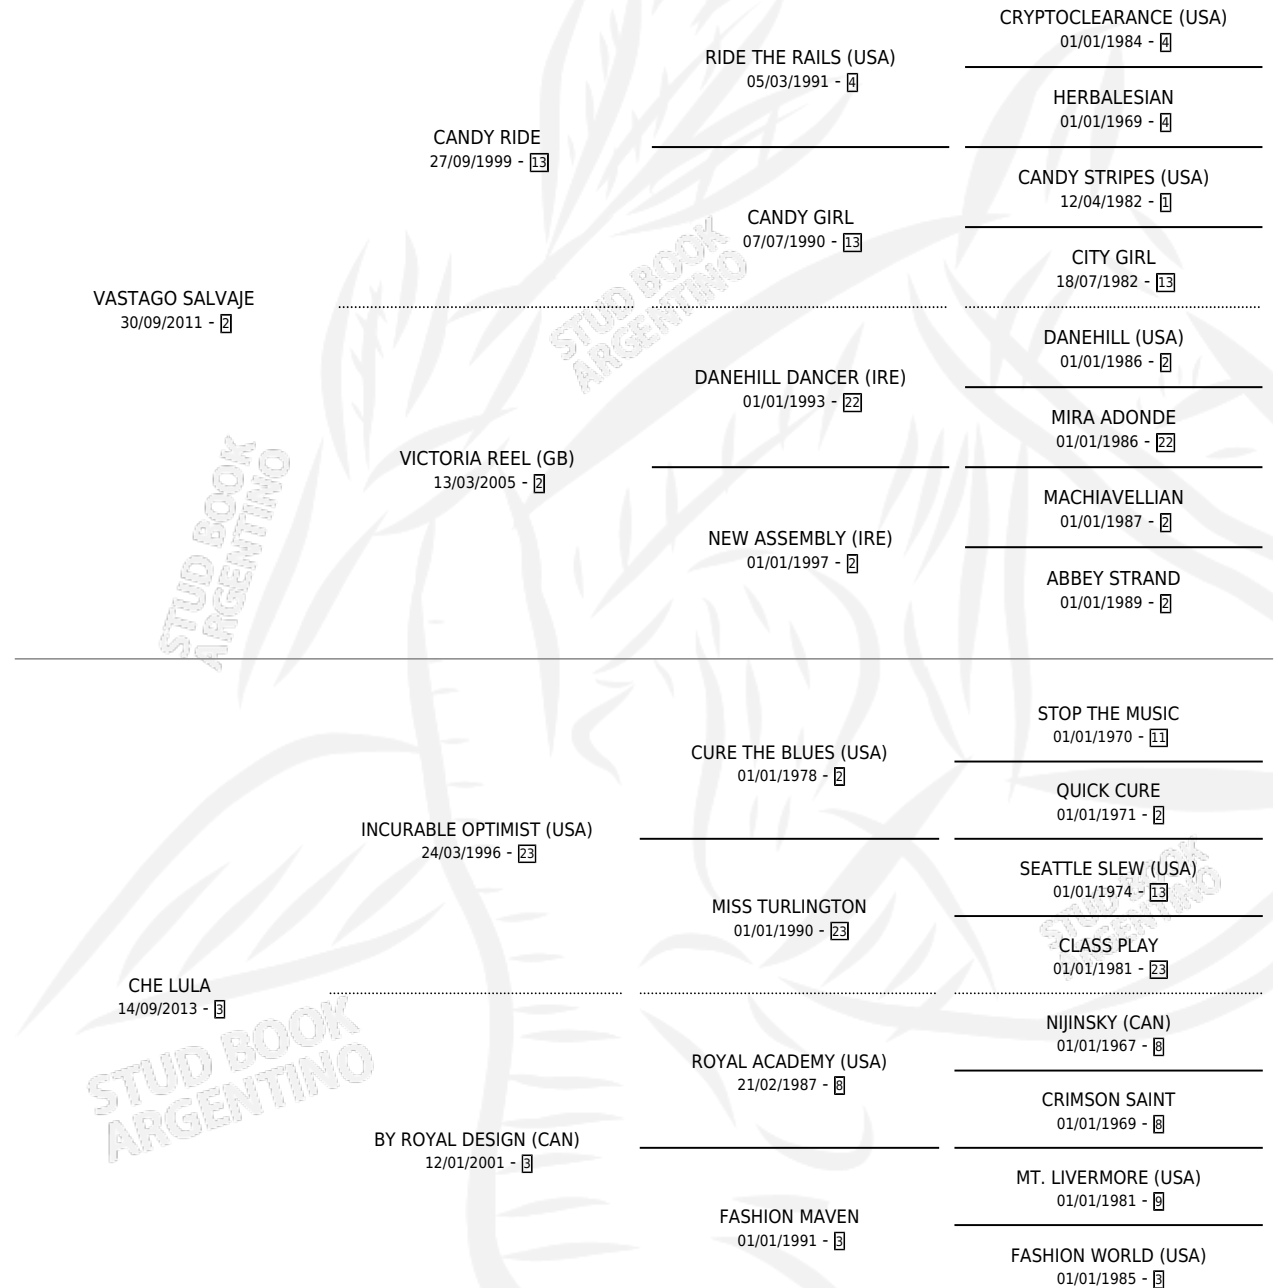 CRYPTOCLEARANCE (USA)
01/01/1984 - 4
RIDE THE RAILS (USA)
05/03/1991 - 4
HERBALESIAN
01/01/1969 - 4
CANDY RIDE
27/09/1999 - 13
CANDY STRIPES (USA)
12/04/1982 - 1
CANDY GIRL
07/07/1990 - 13
CITY GIRL
18/07/1982 - 13
VASTAGO SALVAJE
30/09/2011 - 2
STUD BOOK
ARGENTINO
DANEHILL (USA)
01/01/1986 - 2
DANEHILL DANCER (IRE)
01/01/1993 - 22
MIRA ADONDE
01/01/1986 - 22
VICTORIA REEL (GB)
13/03/2005 - 2
MACHIAVELLIAN
01/01/1987 - 2
NEW ASSEMBLY (IRE)
01/01/1997 - 2
ABBEY STRAND
01/01/1989 - 2
STUD BOOK
ARGENTINO
STOP THE MUSIC
01/01/1970 - 11
CURE THE BLUES (USA)
01/01/1978 - 2
QUICK CURE
01/01/1971 - 2
INCURABLE OPTIMIST (USA)
24/03/1996 - 23
SEATTLE SLEW (USA)
01/01/1974 - 13
STUD BOOK
ARGENTINO
MISS TURLINGTON
01/01/1990 - 23
CLASS PLAY
01/01/1981 - 23
CHE LULA
14/09/2013 - 3
STUD BOOK
ARGENTINO
NIJINSKY (CAN)
01/01/1967 - 8
ROYAL ACADEMY (USA)
21/02/1987 - 8
CRIMSON SAINT
01/01/1969 - 8
BY ROYAL DESIGN (CAN)
12/01/2001 - 3
MT. LIVERMORE (USA)
01/01/1981 - 9
FASHION MAVEN
01/01/1991 - 3
FASHION WORLD (USA)
01/01/1985 - 3